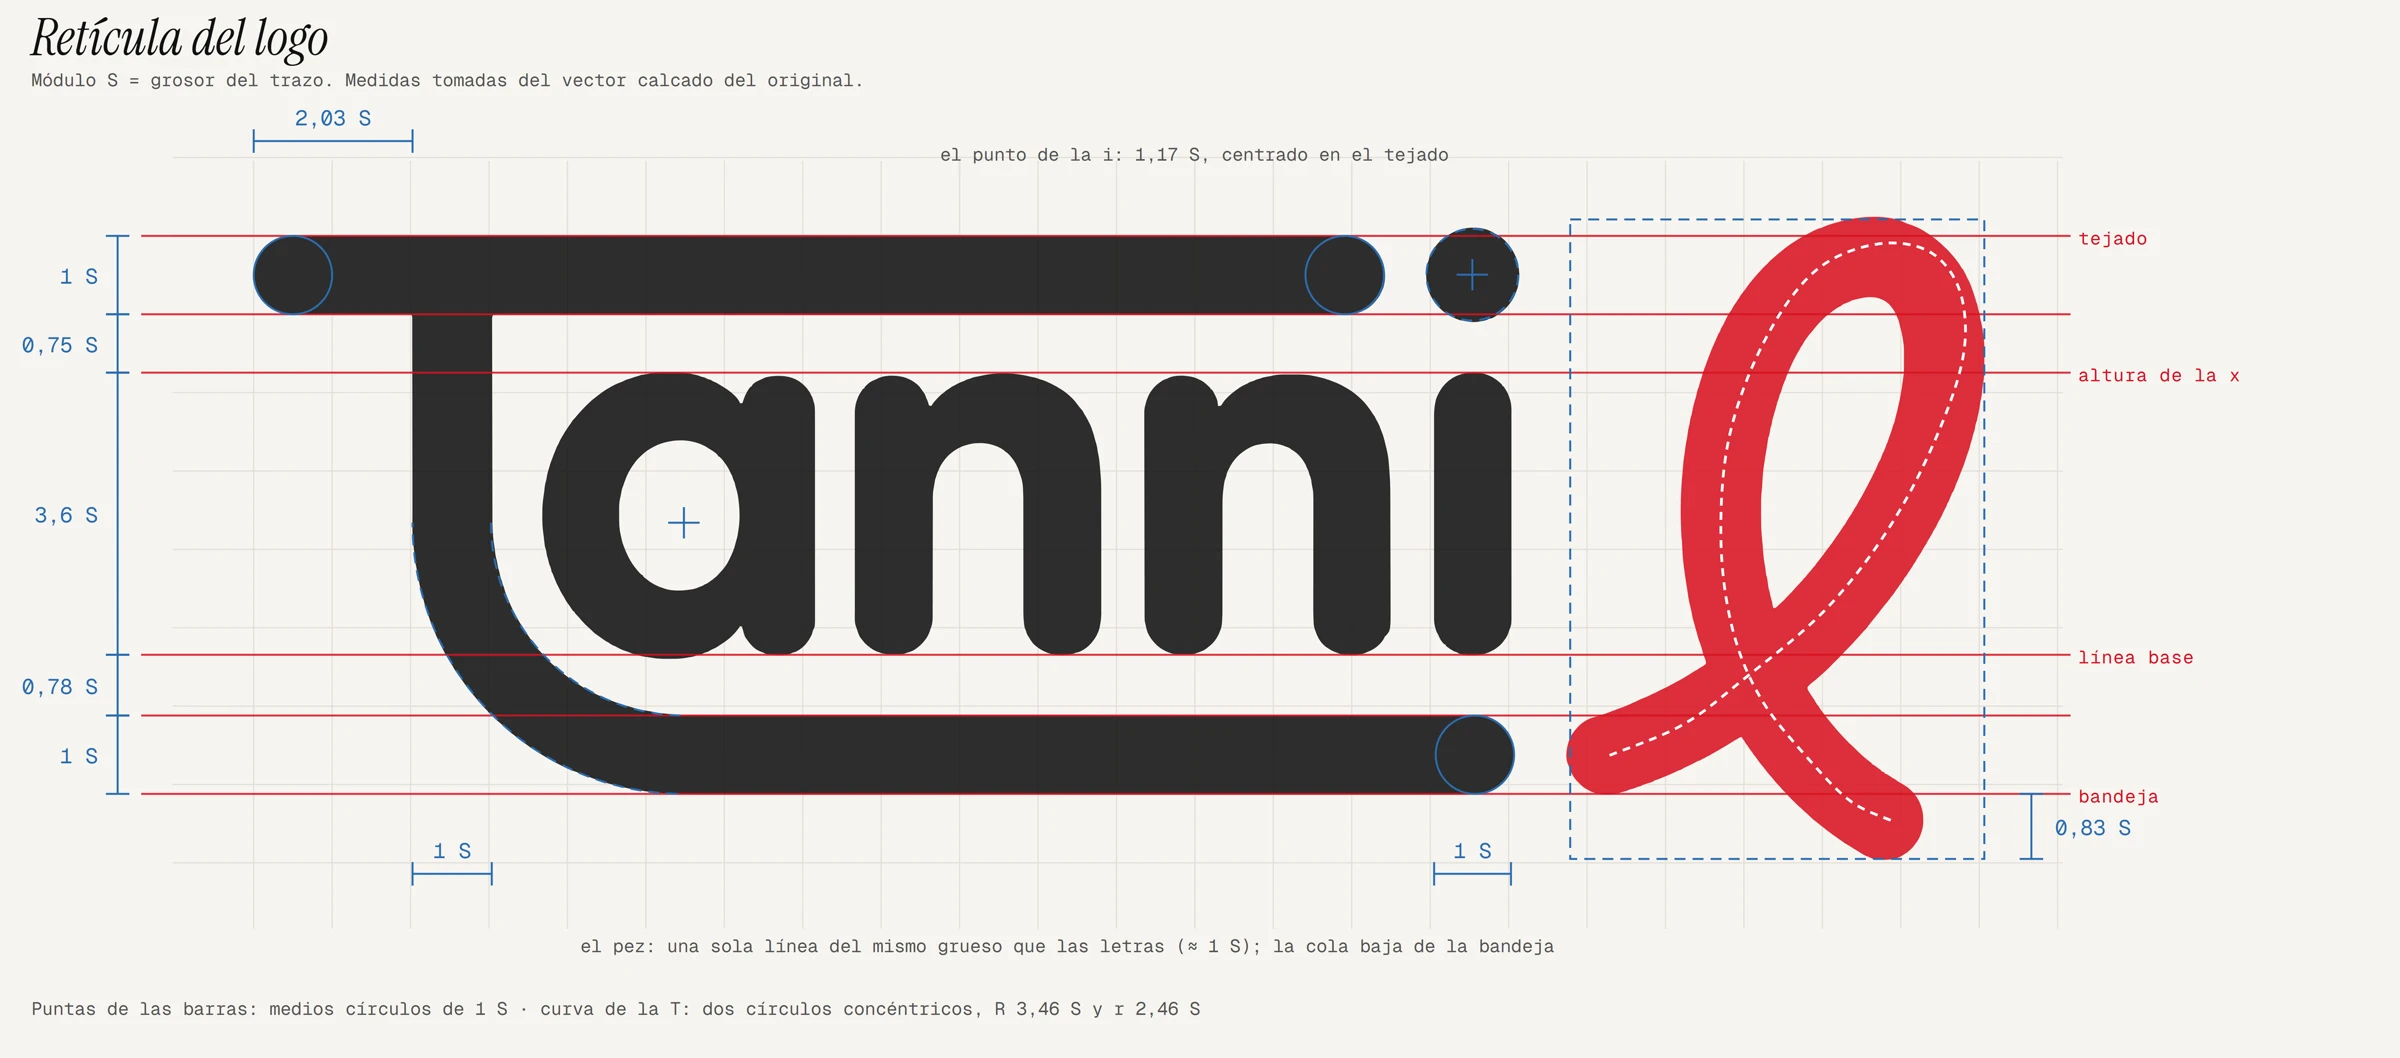 Retícula del logo
Módulo S = grosor del trazo. Medidas tomadas del vector calcado del original.
2,03 S
el punto de la i: 1,17 S, centrado en el tejado
tejado
1 S
0,75 S
altura de la x
Tanni
3,6 S
línea base
0,78 S
1 S
bandeja
0,83 S
1 S
1 S
el pez: una sola línea del mismo grueso que las letras (≈ 1 S); la cola baja de la bandeja
Puntas de las barras: medios círculos de 1 S · curva de la T: dos círculos concéntricos, R 3,46 S y r 2,46 S